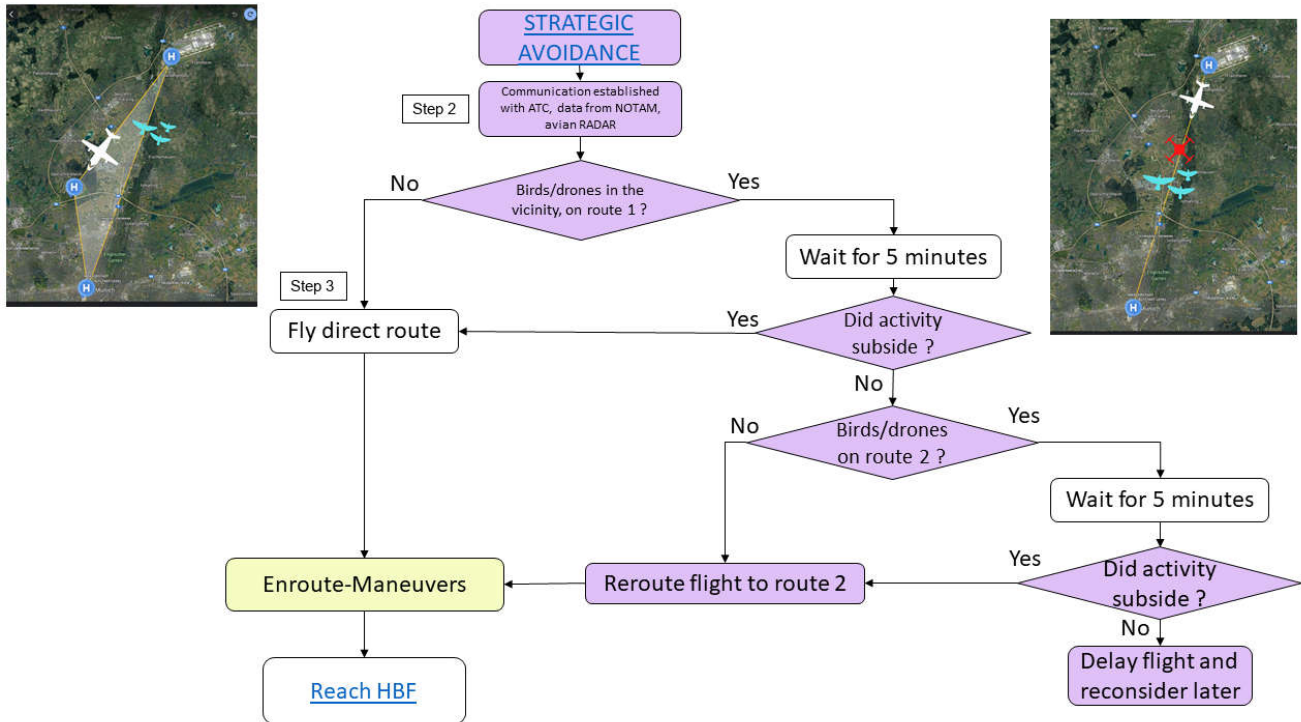 STRATEGIC
AVOIDANCE
Step 2
Communication established
with ATC, data from NOTAM,
avian RADAR
No
Birds/drones in the
vicinity, on route 1 ?
Yes
Wait for 5 minutes
Step 3
Fly direct route
Yes
Did activity
subside ?
No
No
Birds/drones
on route 2 ?
Yes
Wait for 5 minutes
Enroute-Maneuvers
Reroute flight to route 2
Yes
Did activity
subside ?
No
Reach HBF
Delay flight and
reconsider later
H
H
H
H
H